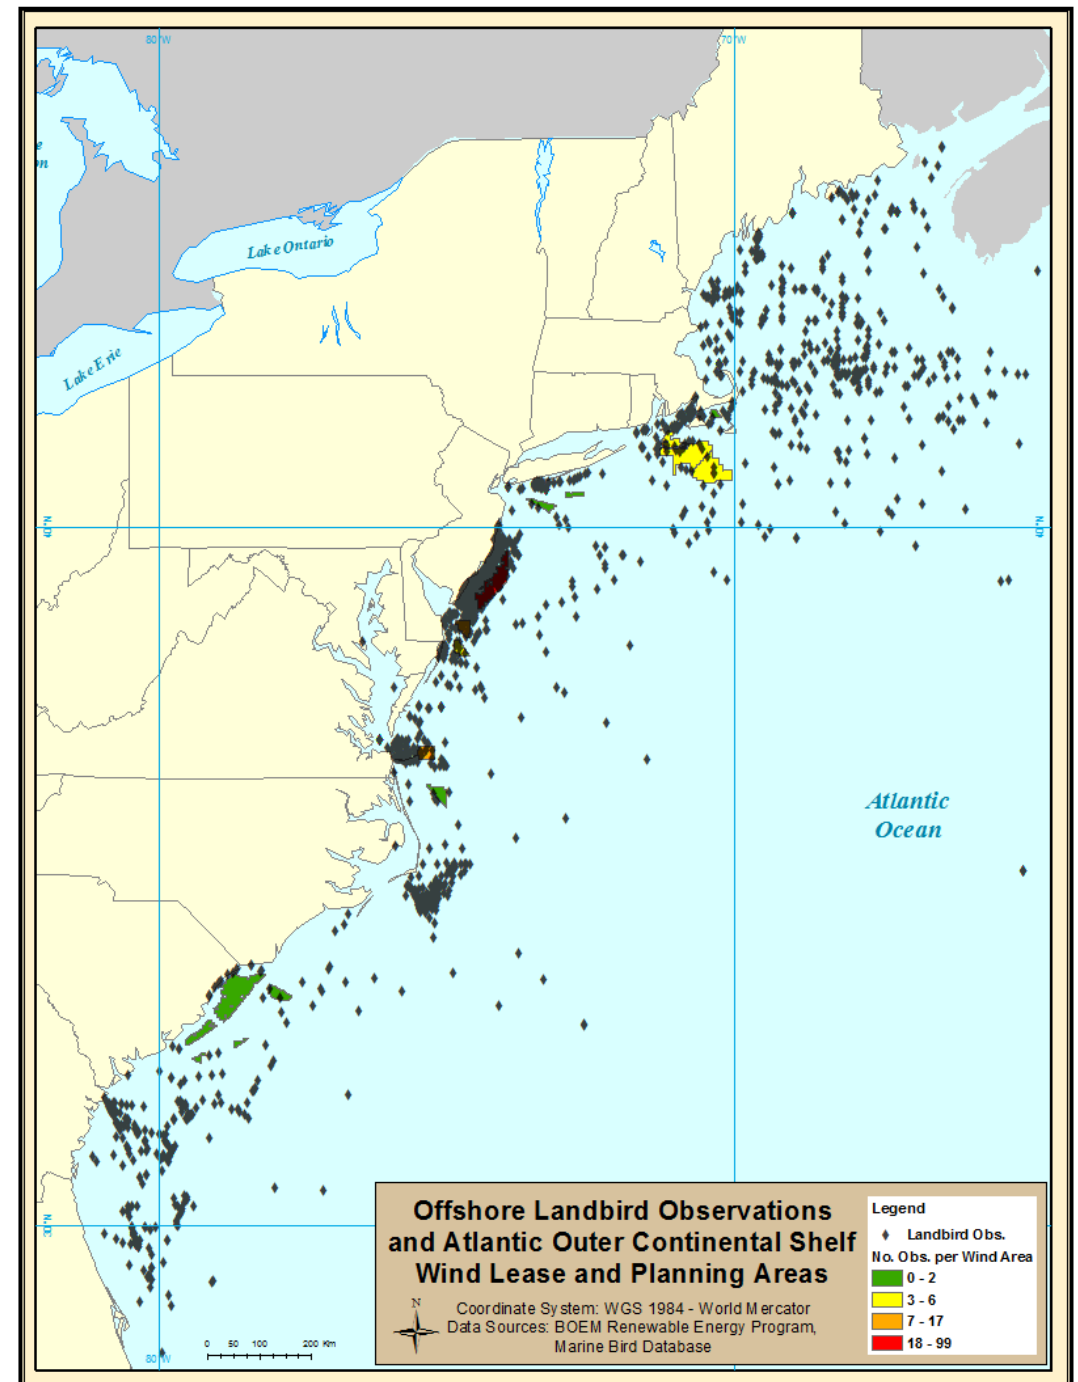 80°W
70°W
e
on
Lake Ontario
Lake Erie
40°N
Atlantic
Ocean
Offshore Landbird Observations
and Atlantic Outer Continental Shelf
Wind Lease and Planning Areas
N
Coordinate System: WGS 1984 - World Mercator
Data Sources: BOEM Renewable Energy Program,
Marine Bird Database
Legend
Landbird Obs.
No. Obs. per Wind Area
0 - 2
3 - 6
7 - 17
18 - 99
30°N
0 50 100 200 Km
80°W